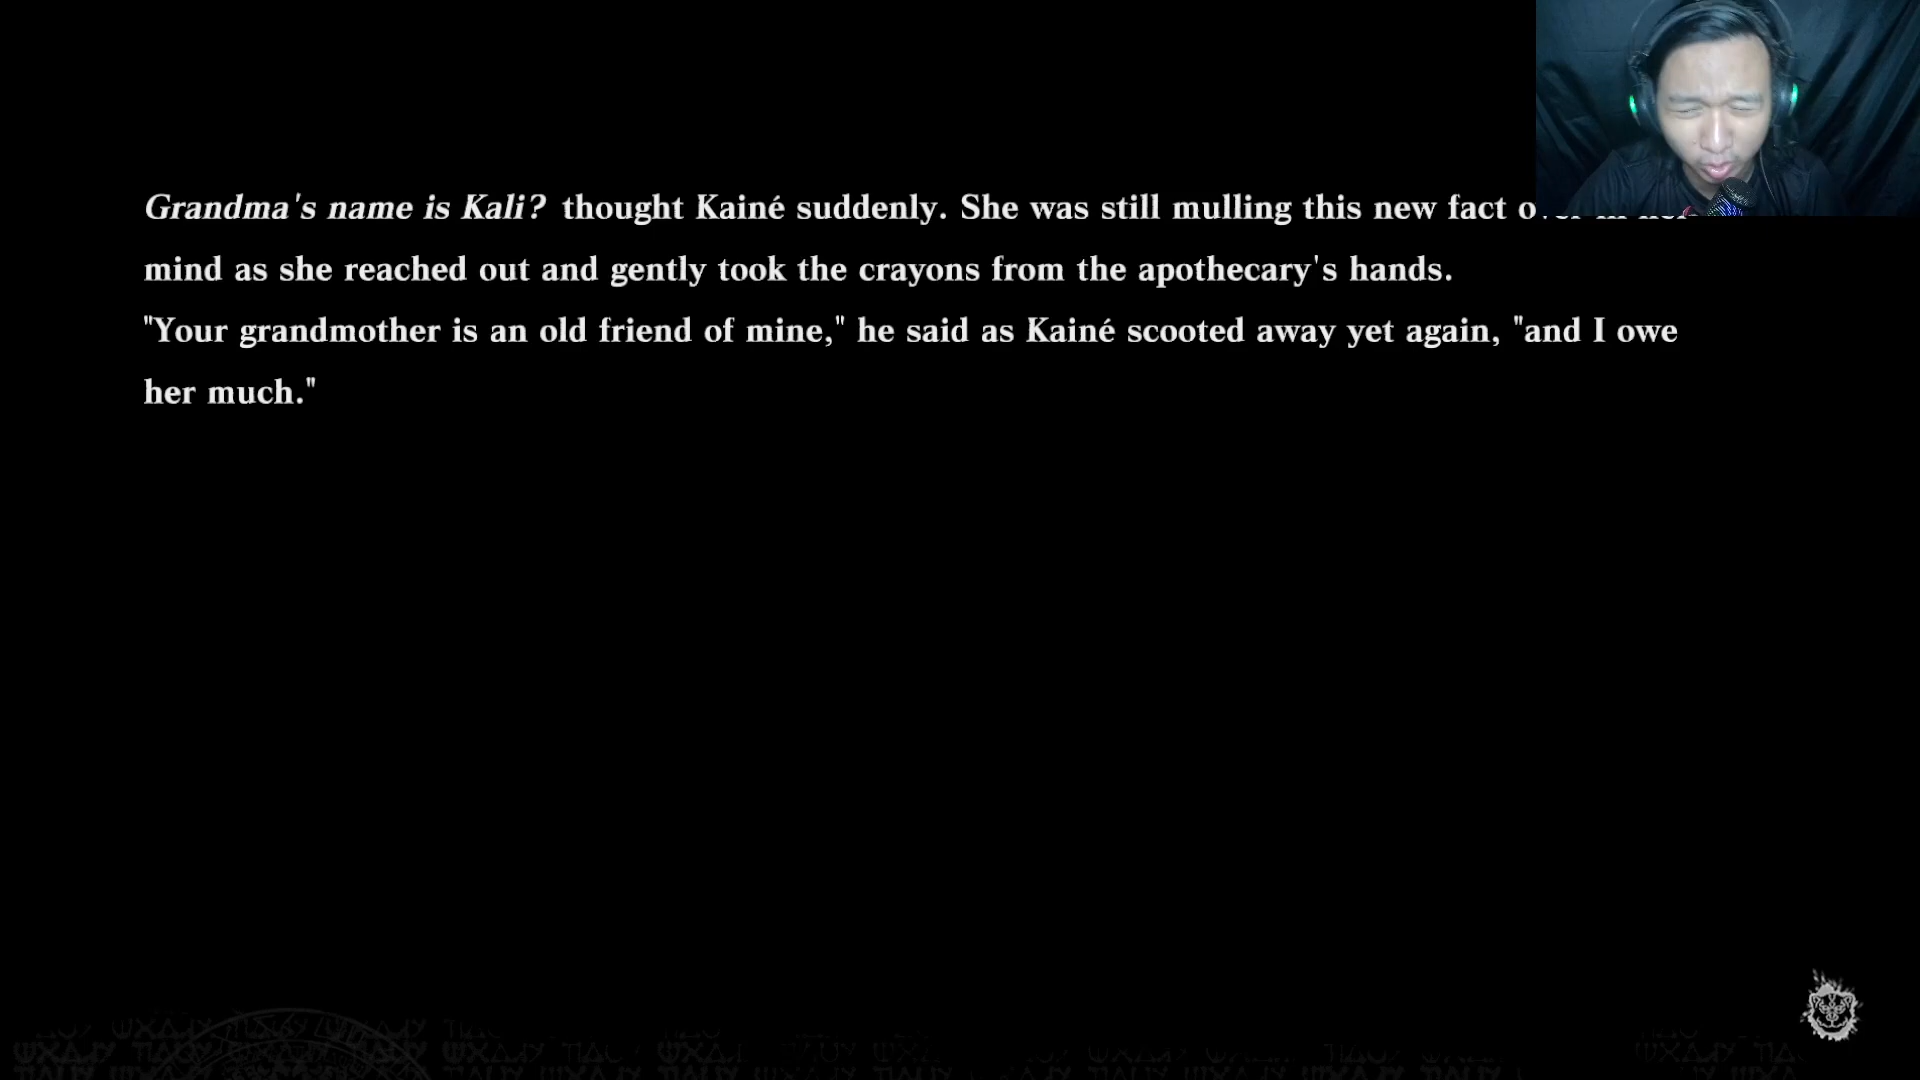 Grandma's name is Kali? thought Kainé suddenly. She was still mulling this new fact
mind as she reached out and gently took the crayons from the apothecary's hands.
"Your grandmother is an old friend of mine," he said as Kainé scooted away yet again, "and I owe
her much."